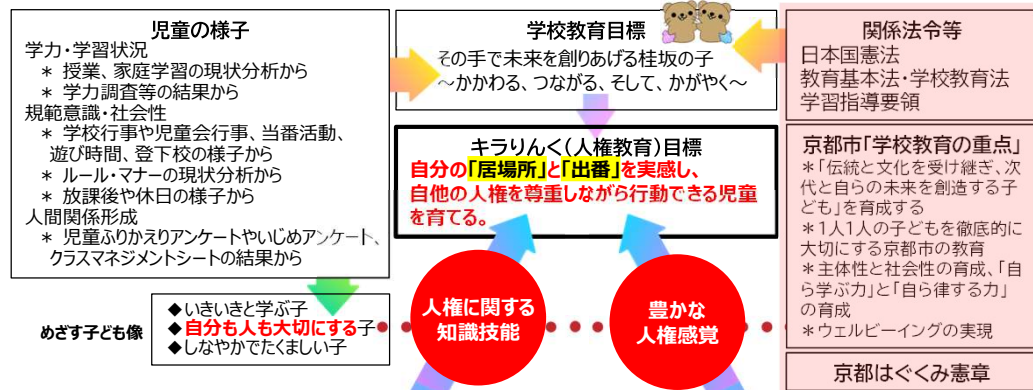 児童の様子
学力・学習状況
＊ 授業、家庭学習の現状分析から
＊ 学力調査等の結果から
規範意識・社会性
＊ 学校行事や児童会行事、当番活動、
遊び時間、登下校の様子から
＊ ルール・マナーの現状分析から
＊ 放課後や休日の様子から
人間関係形成
＊ 児童ふりかえりアンケートやいじめアンケート、
クラスマネジメントシートの結果から
学校教育目標
その手で未来を創りあげる桂坂の子
～かかわる、つながる、そして、かがやく～
キラりんく(人権教育)目標
自分の「居場所」と「出番」を実感し、
自他の人権を尊重しながら行動できる児童
を育てる。
関係法令等
日本国憲法
教育基本法・学校教育法
学習指導要領
京都市「学校教育の重点」
＊「伝統と文化を受け継ぎ、次
代と自らの未来を創造する子
ども」を育成する
＊1人1人の子どもを徹底的に
大切にする京都市の教育
＊主体性と社会性の育成、「自
ら学ぶ力」と「自ら律する力」
の育成
＊ウェルビーイングの実現
京都はぐくみ憲章
めざす子ども像
◆いきいきと学ぶ子
◆自分も人も大切にする子
◆しなやかでたくましい子
人権に関する
知識技能
豊かな
人権感覚